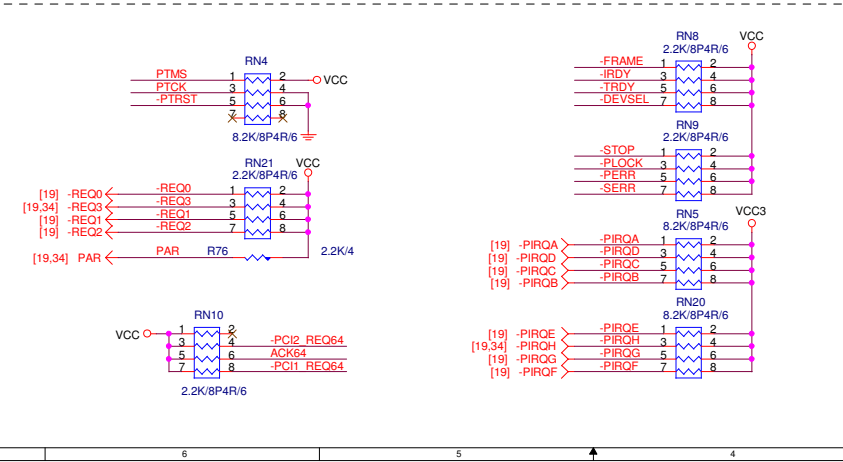 RN4
PTMS 1 2 VCC
PTCK 3 4
-PTRST 5 6
7 8
8.2K/8P4R/6
RN21 VCC
2.2K/8P4R/6
[19] -REQ0 -REQ0 1 2
[19,34] -REQ3 -REQ3 3 4
[19] -REQ1 -REQ1 5 6
[19] -REQ2 -REQ2 7 8
[19,34] PAR PAR R76 2.2K/4
RN10
VCC 1 2
3 4 -PCI2_REQ64
5 6 ACK64
7 8 -PCI1_REQ64
2.2K/8P4R/6
RN8 VCC
2.2K/8P4R/6
-FRAME 1 2
-IRDY 3 4
-TRDY 5 6
-DEVSEL 7 8
RN9
2.2K/8P4R/6
-STOP 1 2
-PLOCK 3 4
-PERR 5 6
-SERR 7 8
RN5 VCC3
8.2K/8P4R/6
[19] -PIRQA -PIRQA 1 2
[19] -PIRQD -PIRQD 3 4
[19] -PIRQC -PIRQC 5 6
[19] -PIRQB -PIRQB 7 8
RN20
8.2K/8P4R/6
[19] -PIRQE -PIRQE 1 2
[19,34] -PIRQH -PIRQH 3 4
[19] -PIRQG -PIRQG 5 6
[19] -PIRQF -PIRQF 7 8
6 5 4